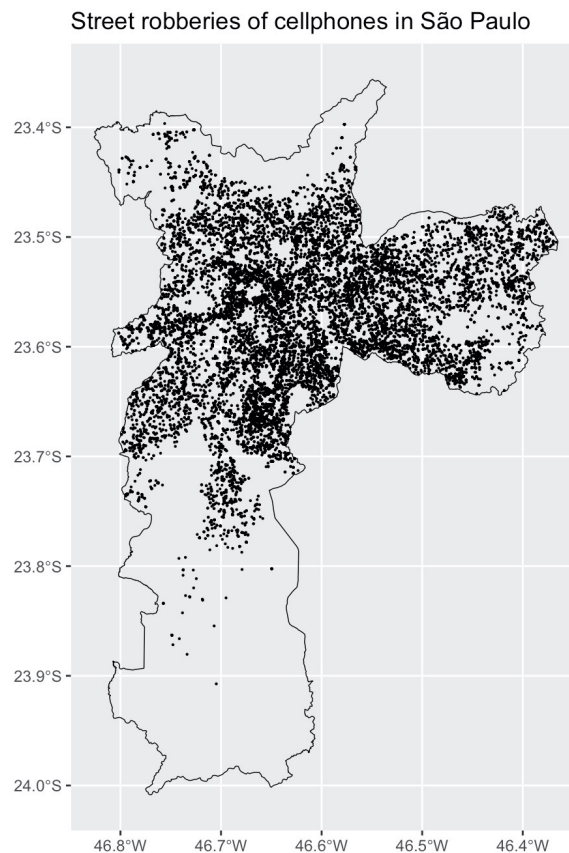 Street robberies of cellphones in São Paulo
23.4°S
23.5°S
23.6°S
23.7°S
23.8°S
23.9°S
24.0°S
46.8°W 46.7°W 46.6°W 46.5°W 46.4°W